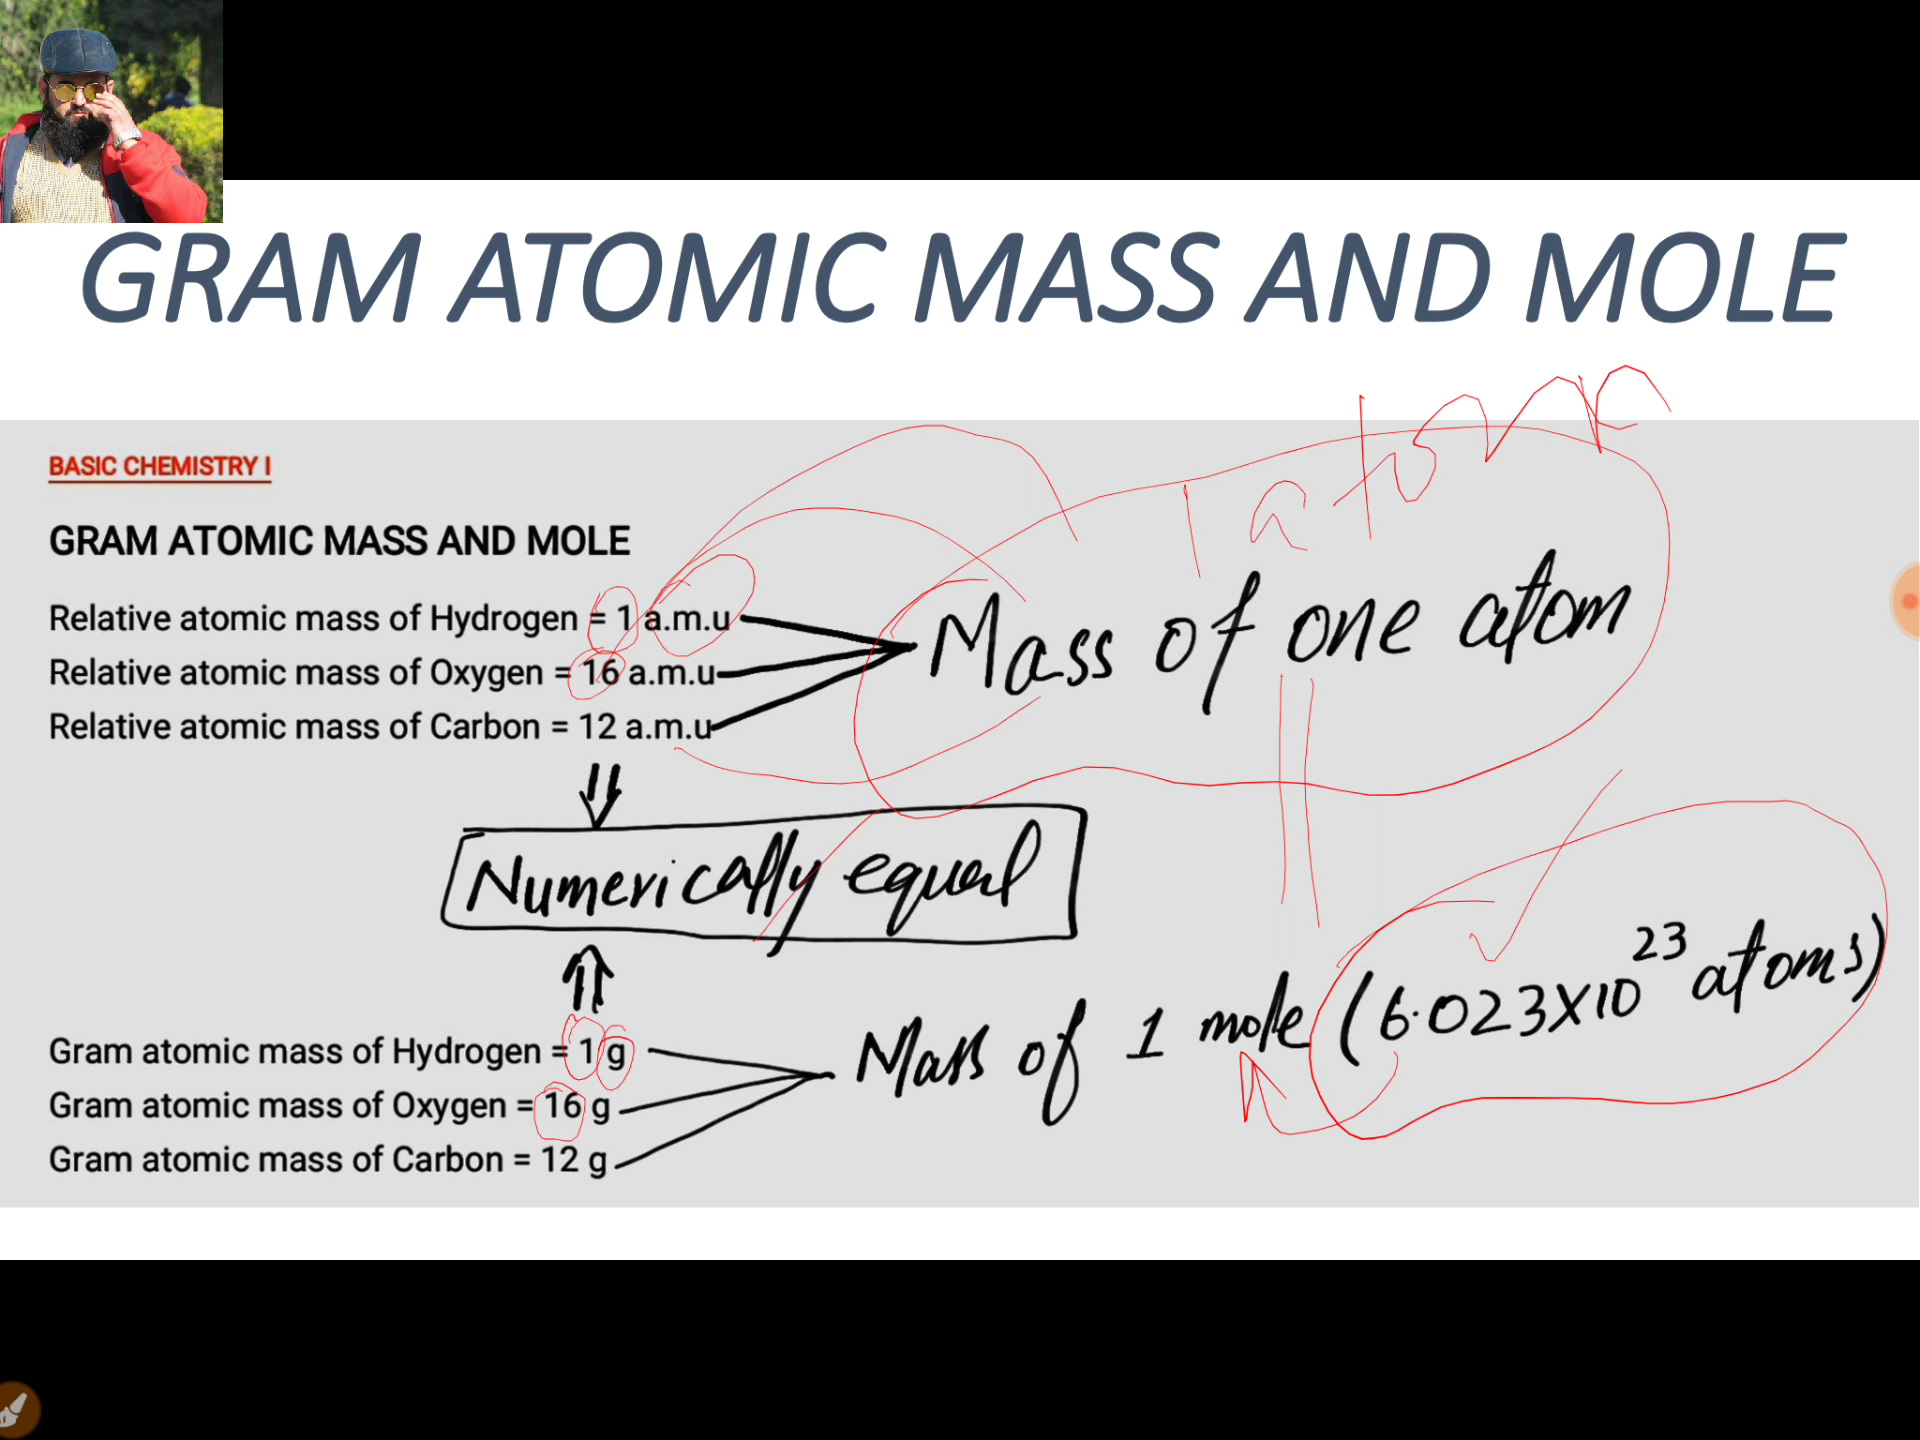 GRAM ATOMIC MASS AND MOLE
BASIC CHEMISTRY I
GRAM ATOMIC MASS AND MOLE
1 atom
Relative atomic mass of Hydrogen = 1 a.m.u
Relative atomic mass of Oxygen = 16 a.m.u
Relative atomic mass of Carbon = 12 a.m.u
Mass of one atom
Numerically equal
Gram atomic mass of Hydrogen = 1 g
Gram atomic mass of Oxygen = 16 g
Gram atomic mass of Carbon = 12 g
Mass of 1 mole (6.023X10²³ atoms)